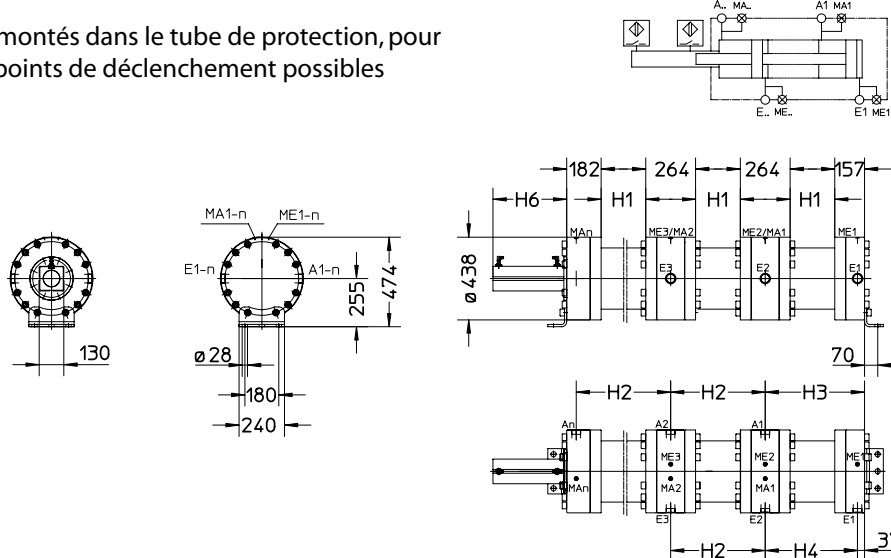 montés dans le tube de protection, pour
points de déclenchement possibles
A.. MA.. A1 MA1
E.. ME.. E1 ME1
182 264 264 157
H6 H1 H1 H1
MA1-n ME1-n
MAn ME3/MA2 ME2/MA1 ME1
E1-n A1-n
E3 E2 E1
ø438
255
474
130
ø28
70
180
240
H2 H2 H3
An A2 A1
ME3 ME2 ME1
MAn MA2 MA1
E3 E2 E1
H2 H4